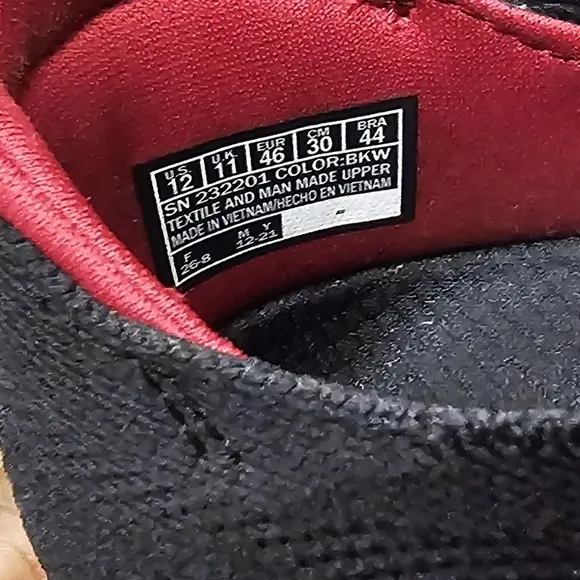 U.S. U.K. EUR CM BRA
12 11 46 30 44
SN 232201 COLOR:BKW
TEXTILE AND MAN MADE UPPER
MADE IN VIETNAM/HECHO EN VIETNAM
F M Y
26-8 12-21